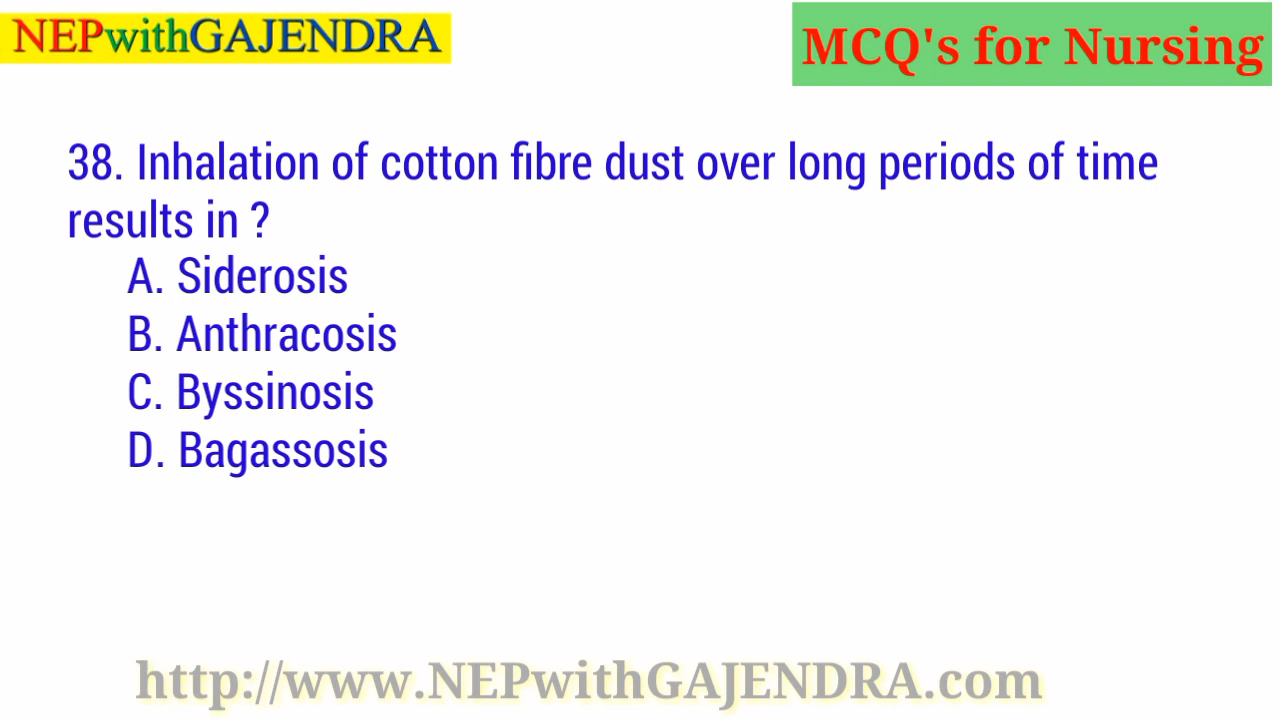 NEPwithGAJENDRA
MCQ's for Nursing
38. Inhalation of cotton fibre dust over long periods of time
results in ?
A. Siderosis
B. Anthracosis
C. Byssinosis
D. Bagassosis
http://www.NEPwithGAJENDRA.com